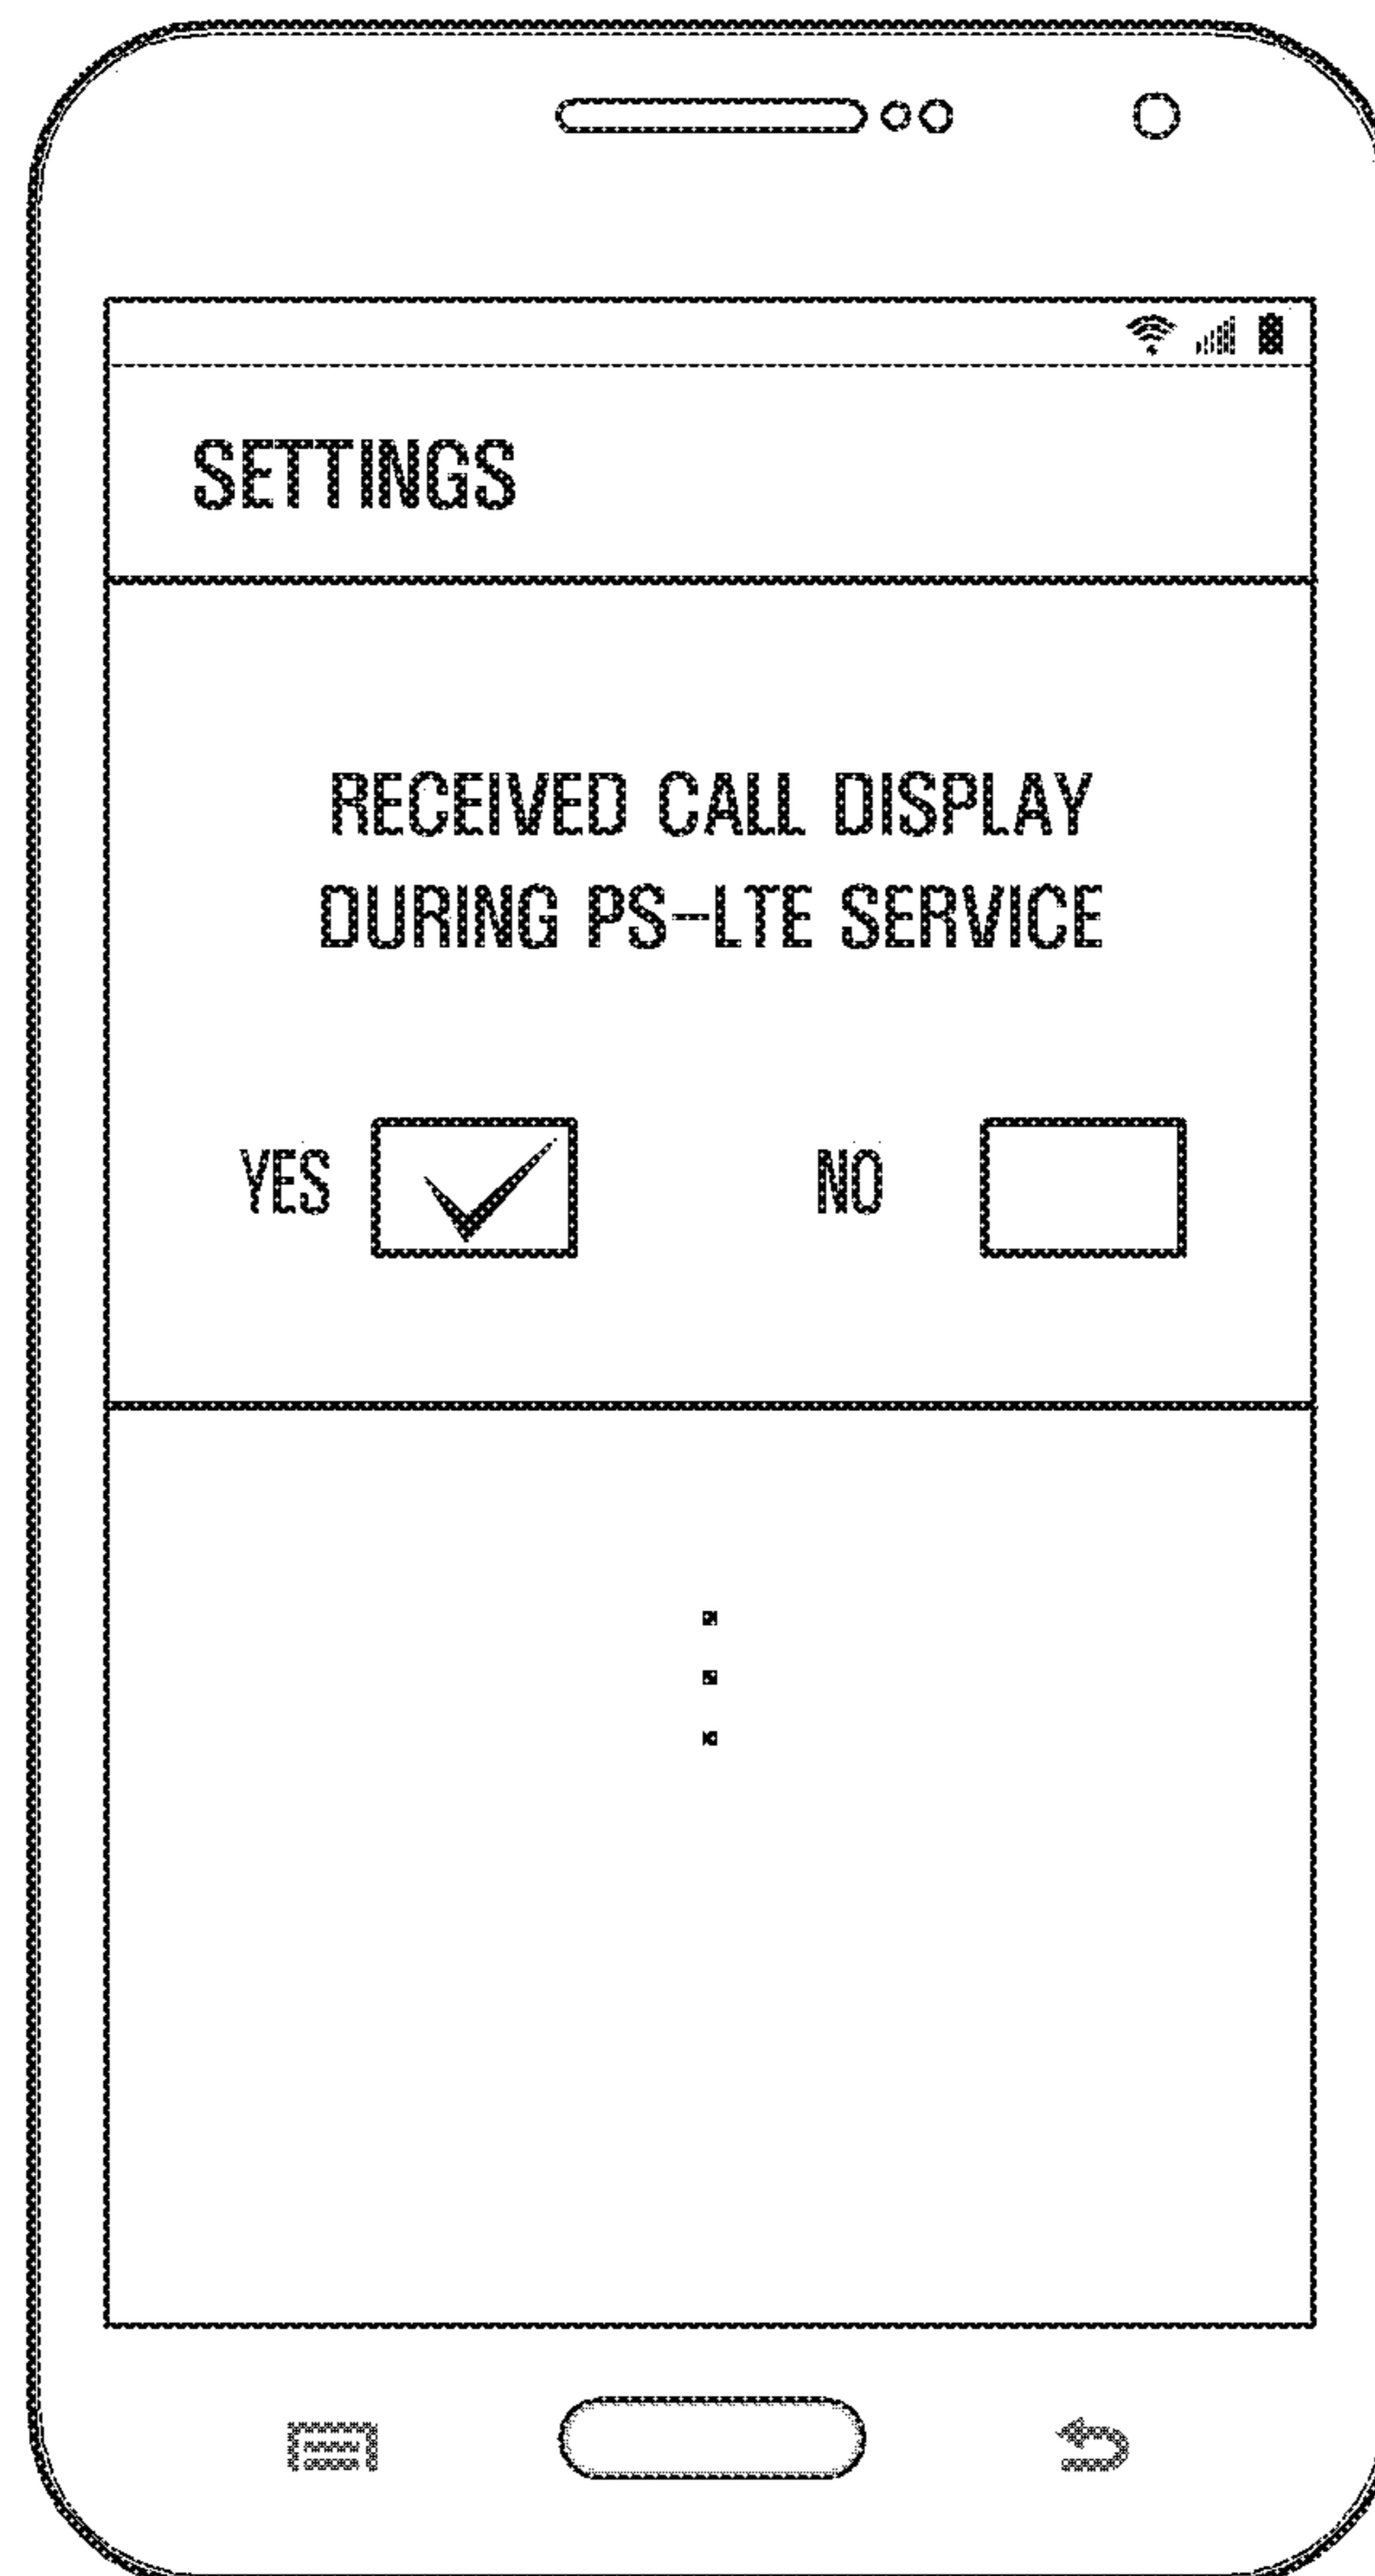 SETTINGS
RECEIVED CALL DISPLAY
DURING PS-LTE SERVICE
YES NO